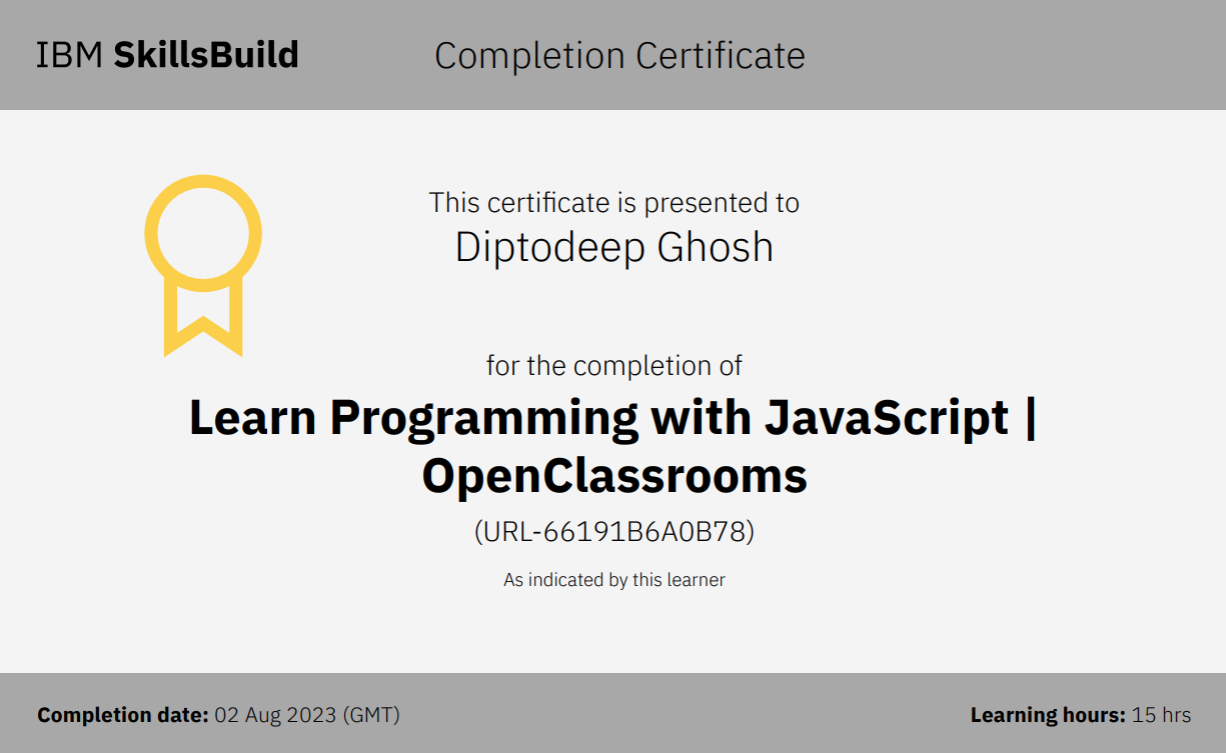 IBM SkillsBuild
Completion Certificate
This certificate is presented to
Diptodeep Ghosh
for the completion of
Learn Programming with JavaScript |
OpenClassrooms
(URL-66191B6A0B78)
As indicated by this learner
Completion date: 02 Aug 2023 (GMT)
Learning hours: 15 hrs